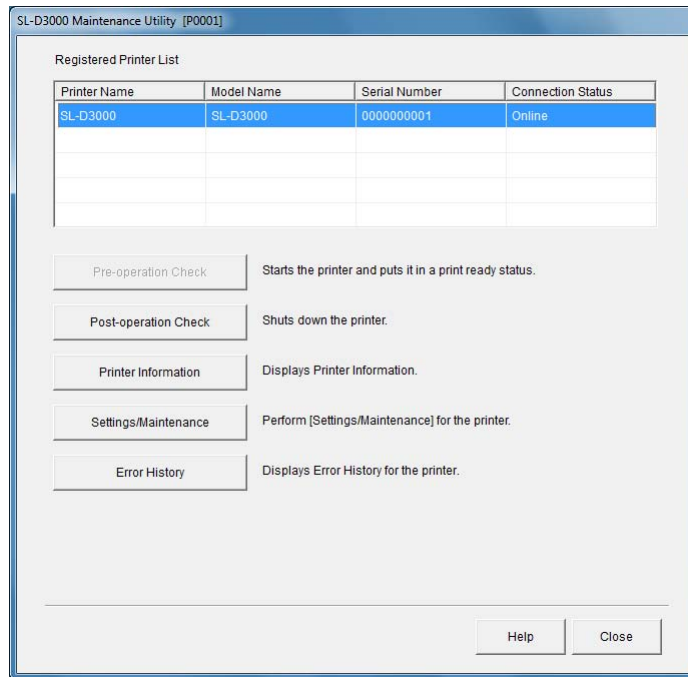 SL-D3000 Maintenance Utility [P0001]
Registered Printer List
Printer Name Model Name Serial Number Connection Status
SL-D3000 SL-D3000 0000000001 Online
Pre-operation Check Starts the printer and puts it in a print ready status.
Post-operation Check Shuts down the printer.
Printer Information Displays Printer Information.
Settings/Maintenance Perform [Settings/Maintenance] for the printer.
Error History Displays Error History for the printer.
Help Close